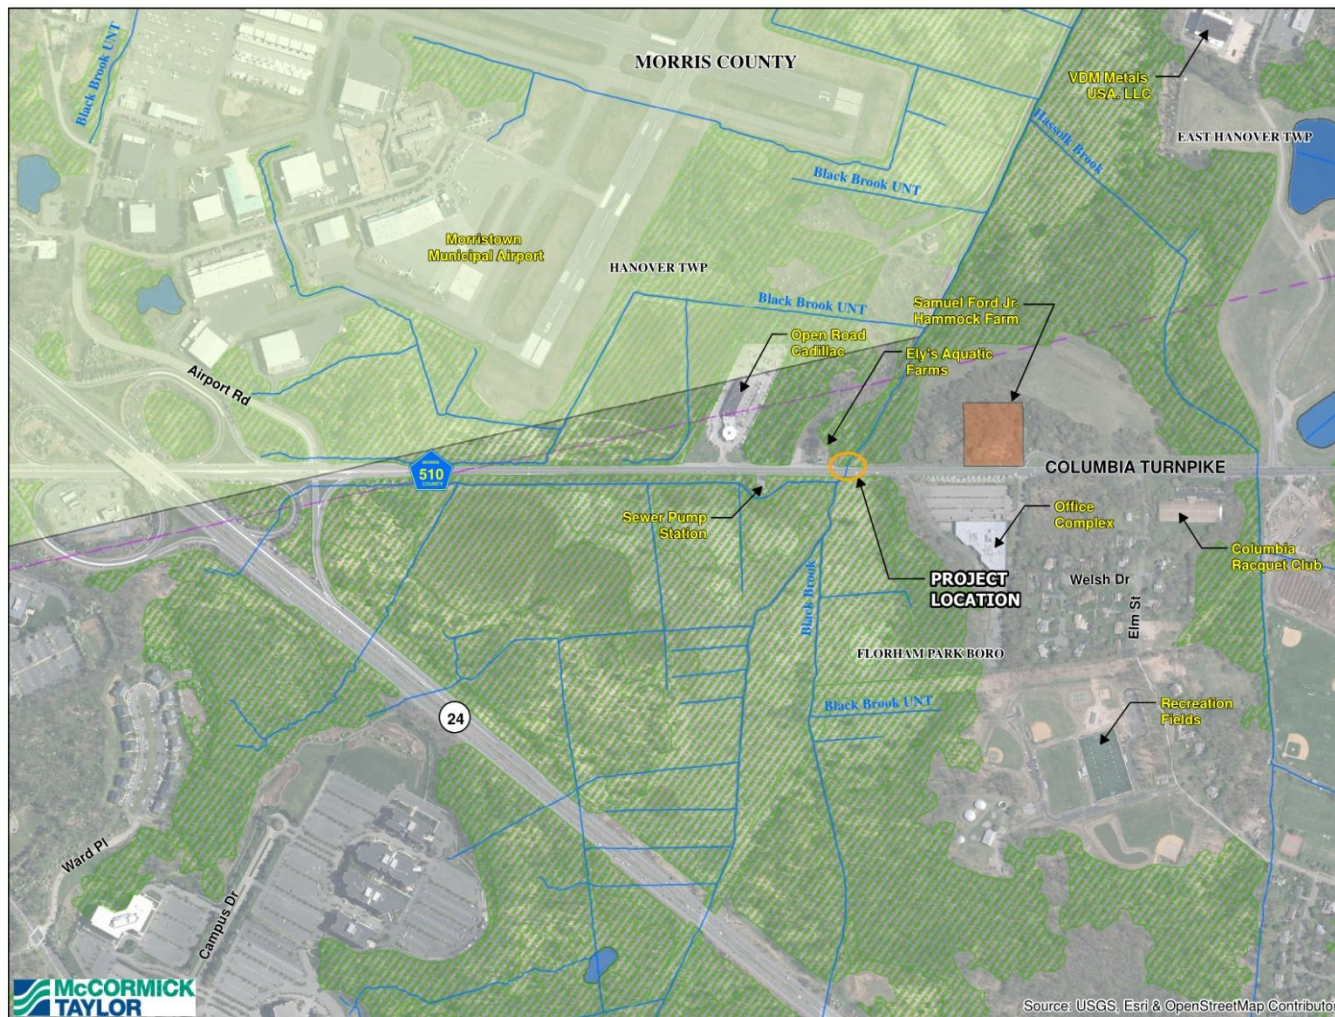 MORRIS COUNTY
VDM Metals
USA. LLC
Black Brook UNT
EAST HANOVER TWP
Hassolk Brook
Black Brook UNT
Morristown
Municipal Airport
HANOVER TWP
Black Brook UNT
Samuel Ford Jr.
Hammock Farm
Open Road
Cadillac
Ely's Aquatic
Farms
Airport Rd
MORRIS
510
COUNTY
COLUMBIA TURNPIKE
Sewer Pump
Station
Office
Complex
Columbia
Racquet Club
PROJECT
LOCATION
Welsh Dr
Elm St
Black Brook
FLORHAM PARK BORO
Black Brook UNT
Recreation
Fields
24
Ward Pl
Campus Dr
McCORMICK
TAYLOR
Source: USGS, Esri & OpenStreetMap Contributor